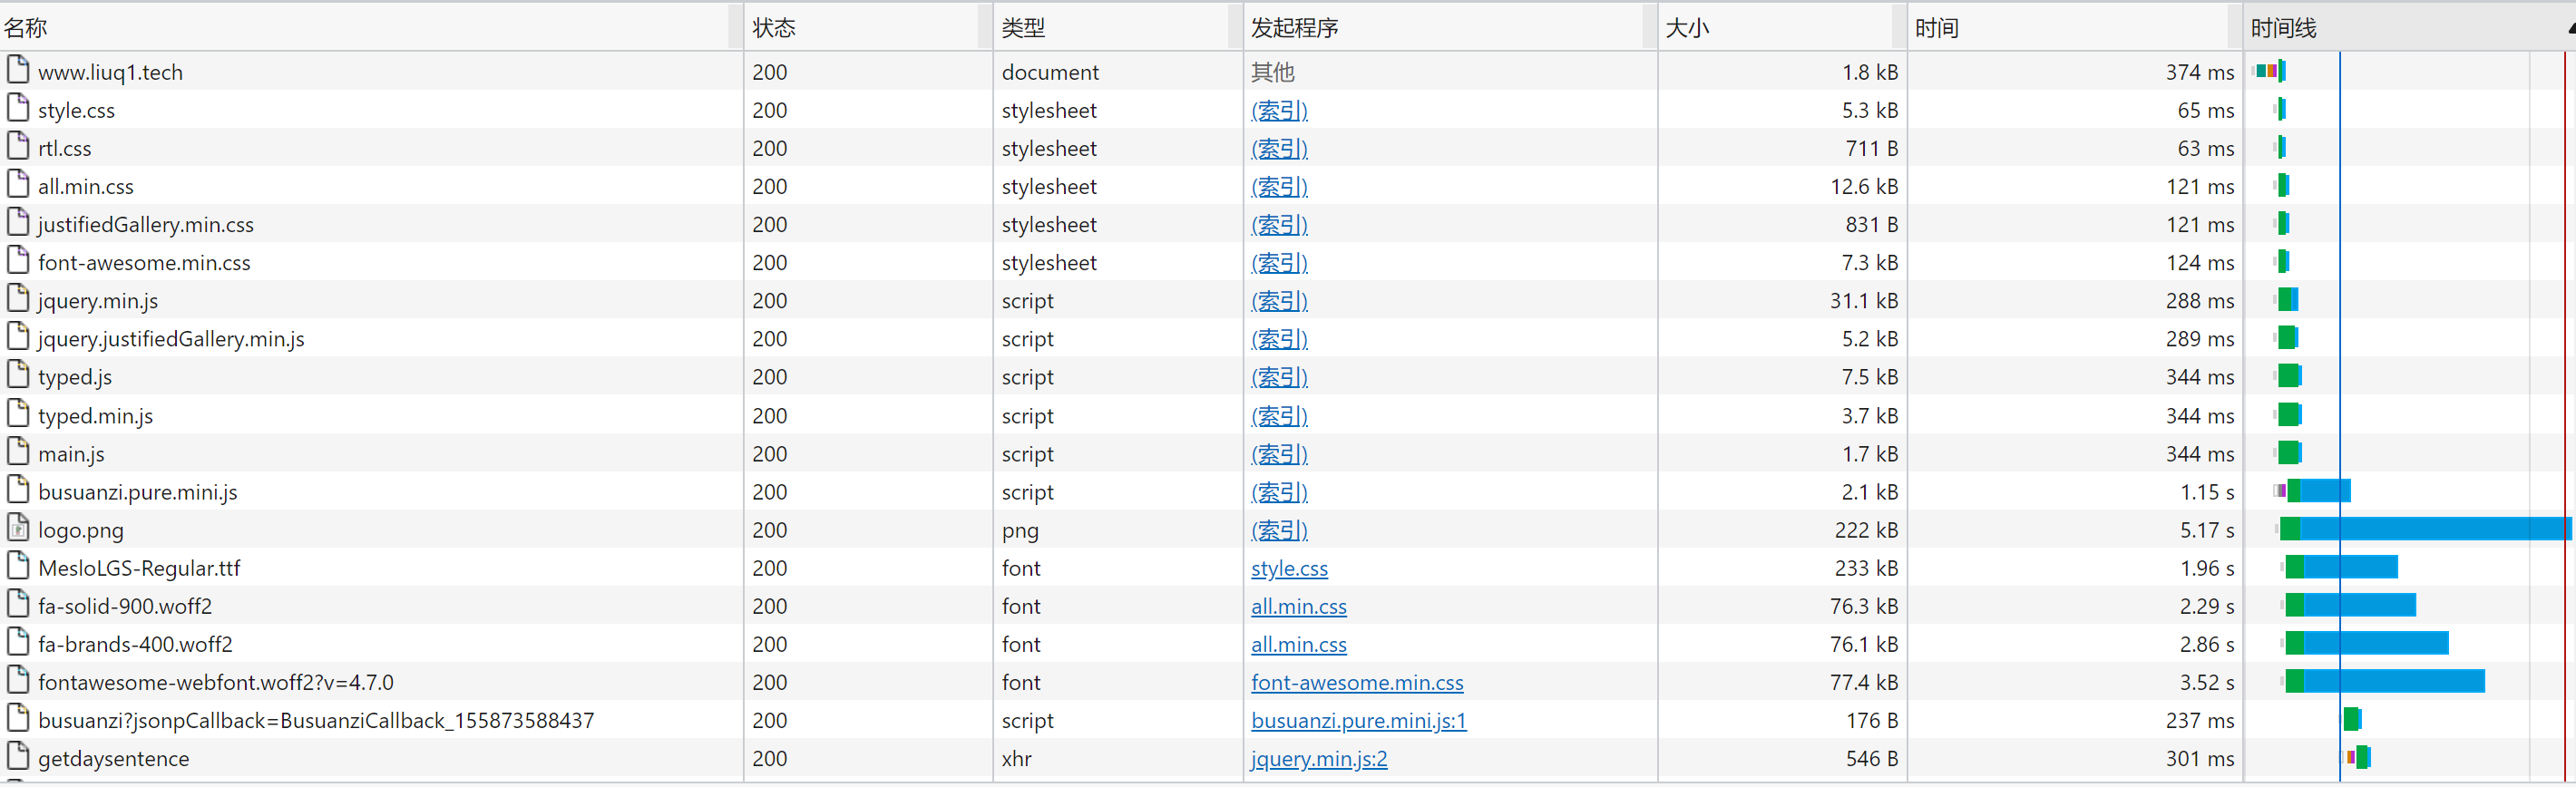 名称 状态 类型 发起程序 大小 时间 时间线
www.liuq1.tech 200 document 其他 1.8 kB 374 ms
style.css 200 stylesheet (索引) 5.3 kB 65 ms
rtl.css 200 stylesheet (索引) 711 B 63 ms
all.min.css 200 stylesheet (索引) 12.6 kB 121 ms
justifiedGallery.min.css 200 stylesheet (索引) 831 B 121 ms
font-awesome.min.css 200 stylesheet (索引) 7.3 kB 124 ms
jquery.min.js 200 script (索引) 31.1 kB 288 ms
jquery.justifiedGallery.min.js 200 script (索引) 5.2 kB 289 ms
typed.js 200 script (索引) 7.5 kB 344 ms
typed.min.js 200 script (索引) 3.7 kB 344 ms
main.js 200 script (索引) 1.7 kB 344 ms
busuanzi.pure.mini.js 200 script (索引) 2.1 kB 1.15 s
logo.png 200 png (索引) 222 kB 5.17 s
MesloLGS-Regular.ttf 200 font style.css 233 kB 1.96 s
fa-solid-900.woff2 200 font all.min.css 76.3 kB 2.29 s
fa-brands-400.woff2 200 font all.min.css 76.1 kB 2.86 s
fontawesome-webfont.woff2?v=4.7.0 200 font font-awesome.min.css 77.4 kB 3.52 s
busuanzi?jsonpCallback=BusuanziCallback_155873588437 200 script busuanzi.pure.mini.js:1 176 B 237 ms
getdaysentence 200 xhr jquery.min.js:2 546 B 301 ms